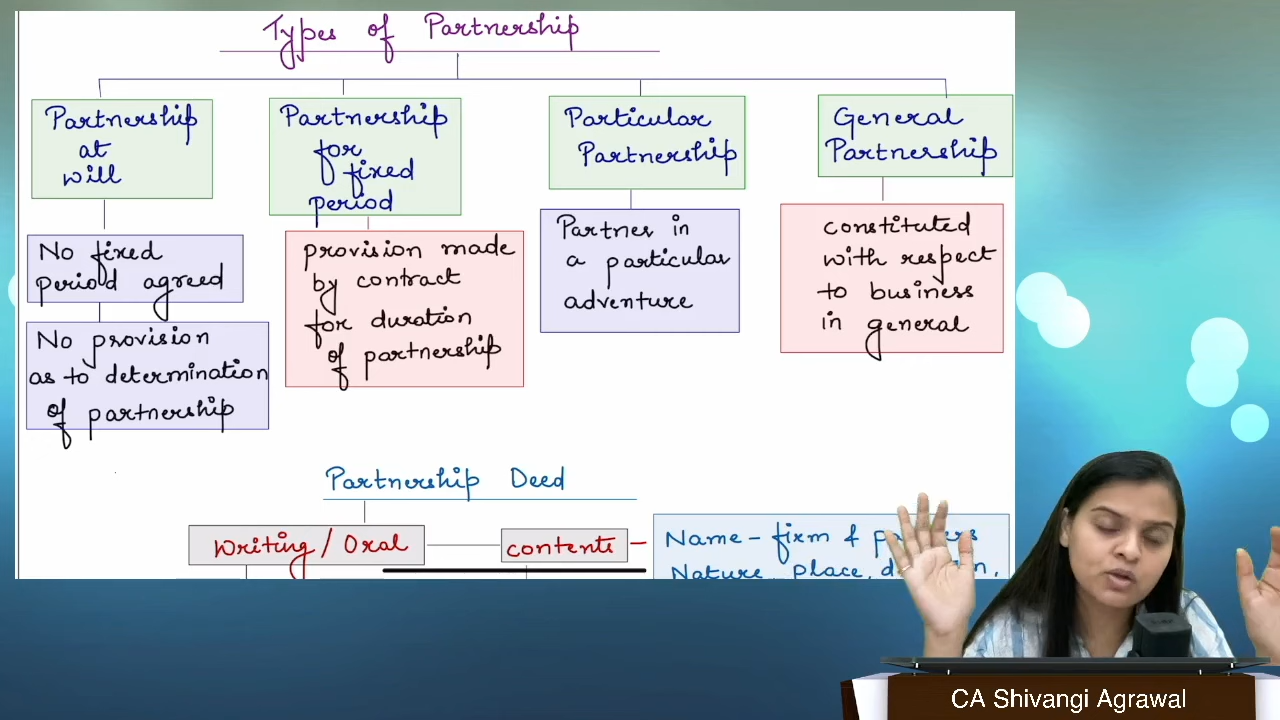 Types of Partnership
Partnership
at
will
No fixed
period agreed
No provision
as to determination
of partnership
Partnership
for
fixed
period
provision made
by contract
for duration
of partnership
Particular
Partnership
Partner in
a particular
adventure
General
Partnership
constituted
with respect
to business
in general
Partnership Deed
Writing / Oral
contents -
Name - firm &
Nature, place,
CA Shivangi Agrawal